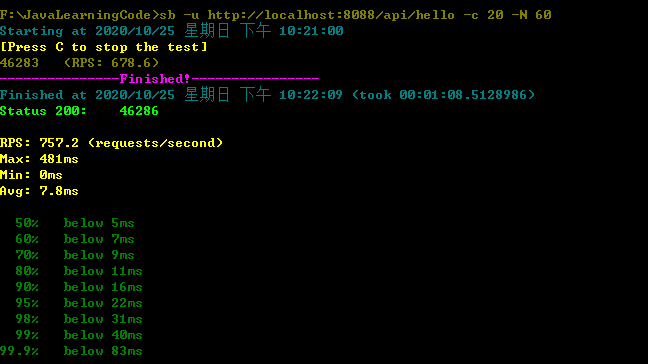 F:\JavaLearningCode>sb -u http://localhost:8088/api/hello -c 20 -N 60
Starting at 2020/10/25 星期日 下午 10:21:00
[Press C to stop the test]
46283   (RPS: 678.6)
---------------Finished!----------------
Finished at 2020/10/25 星期日 下午 10:22:09 (took 00:01:08.5128986)
Status 200:    46286
RPS: 757.2 (requests/second)
Max: 481ms
Min: 0ms
Avg: 7.8ms
50%   below 5ms
60%   below 7ms
70%   below 9ms
80%   below 11ms
90%   below 16ms
95%   below 22ms
98%   below 31ms
99%   below 40ms
99.9%   below 83ms